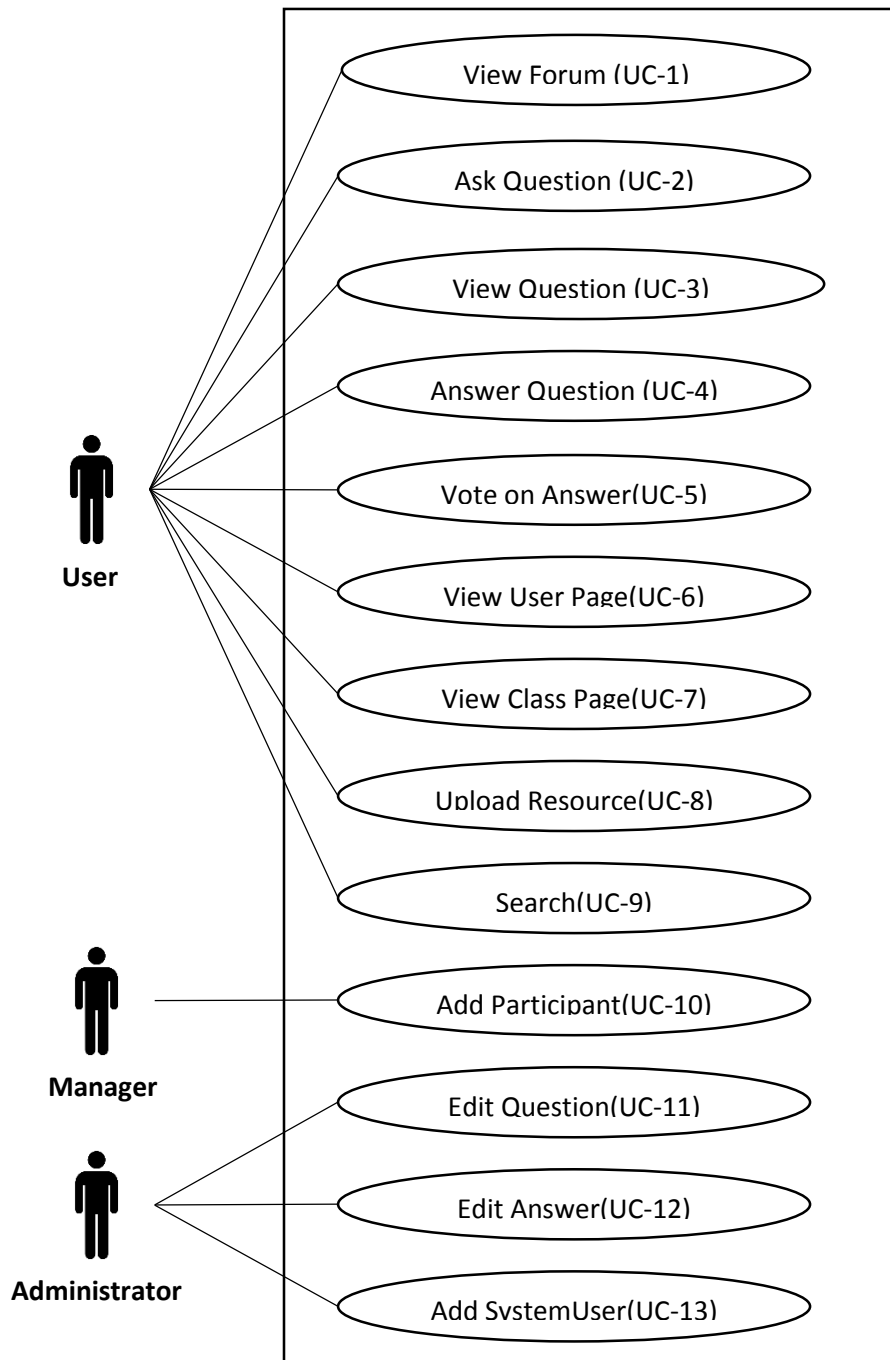 View Forum (UC-1)
Ask Question (UC-2)
View Question (UC-3)
Answer Question (UC-4)
Vote on Answer(UC-5)
User
View User Page(UC-6)
View Class Page(UC-7)
Upload Resource(UC-8)
Search(UC-9)
Add Participant(UC-10)
Manager
Edit Question(UC-11)
Edit Answer(UC-12)
Administrator
Add SystemUser(UC-13)